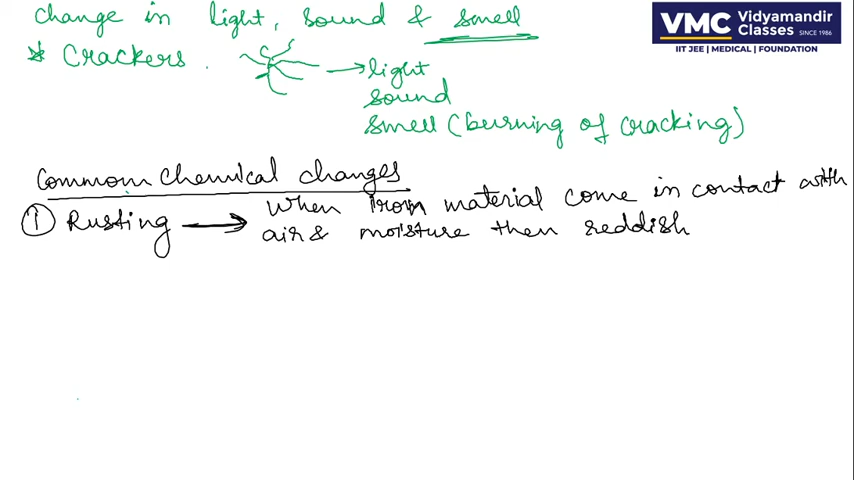 change in light, sound & smell
VMC Vidyamandir Classes SINCE 1986
IIT JEE | MEDICAL | FOUNDATION
* Crackers.
→ light
sound
smell (burning of cracking)
Common Chemical changes
① Rusting → When iron material come in contact with
air & moisture then reddish